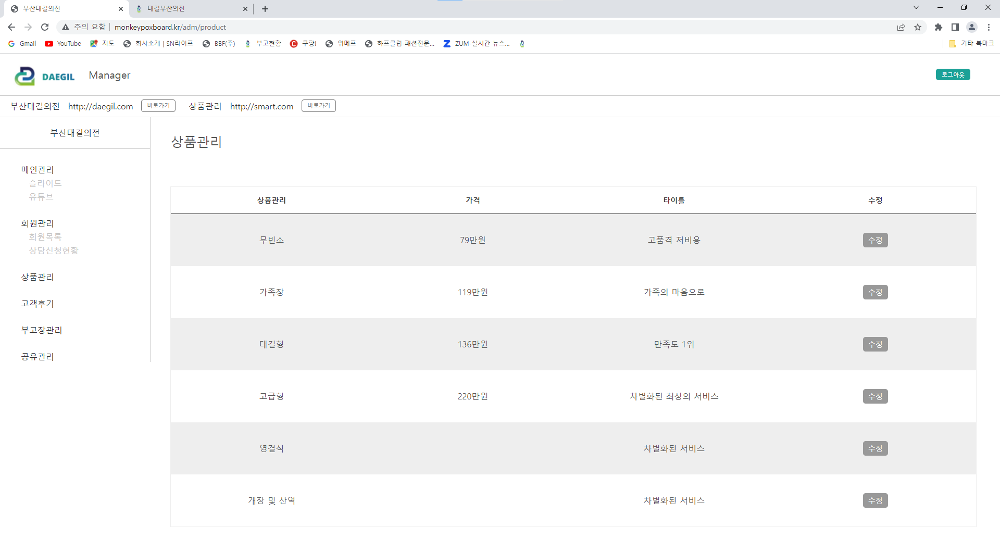 부산대길의전
대길부산의전
주의 요함 monkeypoxboard.kr/adm/product
Gmail YouTube 지도 회사소개 | SN라이프 BBF(주) 부고현황 쿠팡! 위메프 하프클럽-패션전문... ZUM-실시간 뉴스... 기타 북마크
DAEGIL Manager 로그아웃
부산대길의전 http://daegil.com 바로가기 상품관리 http://smart.com 바로가기
부산대길의전
메인관리
슬라이드
유튜브
회원관리
회원목록
상담신청현황
상품관리
고객후기
부고장관리
공유관리
상품관리
상품관리 가격 타이틀 수정
무빈소 79만원 고품격 저비용 수정
가족장 119만원 가족의 마음으로 수정
대길형 136만원 만족도 1위 수정
고급형 220만원 차별화된 최상의 서비스 수정
영결식 차별화된 서비스 수정
개장 및 산역 차별화된 서비스 수정